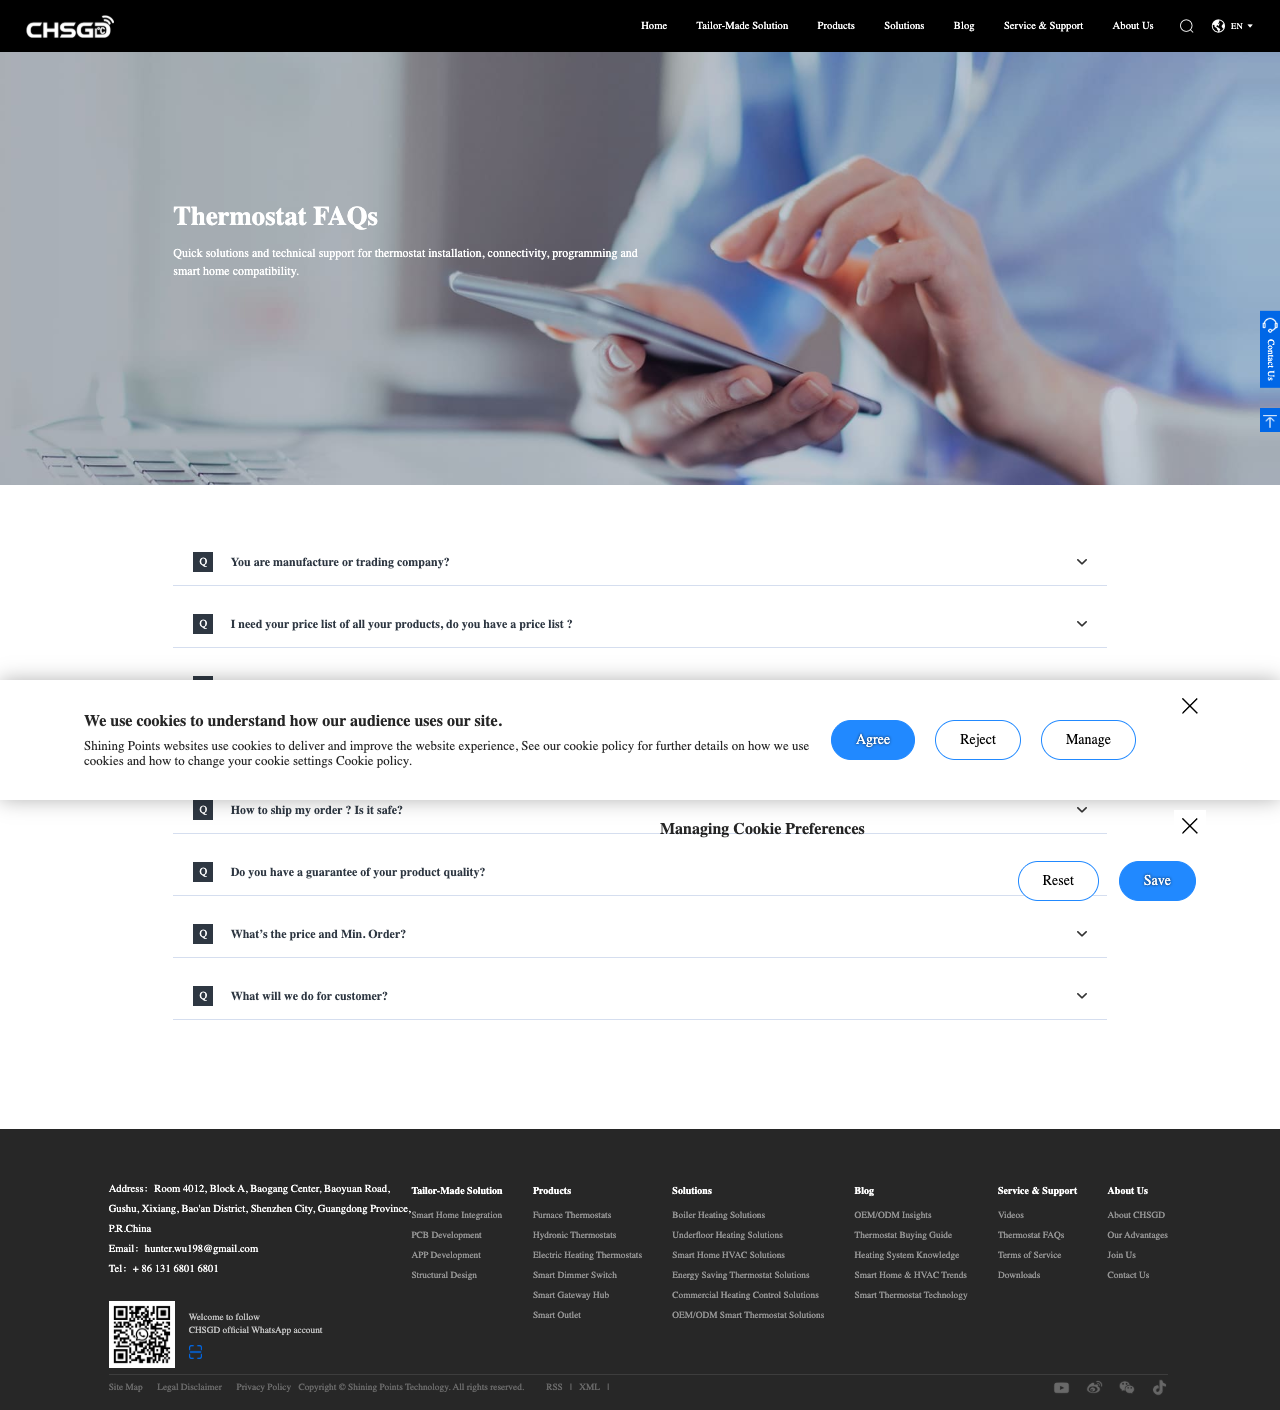 CHSGD
Home Tailor-Made Solution Products Solutions Blog Service & Support About Us EN
Thermostat FAQs
Quick solutions and technical support for thermostat installation, connectivity, programming and
smart home compatibility.
Contact Us
Q You are manufacture or trading company?
Q I need your price list of all your products, do you have a price list ?
We use cookies to understand how our audience uses our site.
Shining Points websites use cookies to deliver and improve the website experience, See our cookie policy for further details on how we use
cookies and how to change your cookie settings Cookie policy.
Agree Reject Manage
Q How to ship my order ? Is it safe?
Managing Cookie Preferences
Q Do you have a guarantee of your product quality?
Reset Save
Q What's the price and Min. Order?
Q What will we do for customer?
Address：Room 4012, Block A, Baogang Center, Baoyuan Road,
Gushu, Xixiang, Bao'an District, Shenzhen City, Guangdong Province,
P.R.China
Email：hunter.wu198@gmail.com
Tel：+ 86 131 6801 6801
Welcome to follow
CHSGD official WhatsApp account
Tailor-Made Solution
Smart Home Integration
PCB Development
APP Development
Structural Design
Products
Furnace Thermostats
Hydronic Thermostats
Electric Heating Thermostats
Smart Dimmer Switch
Smart Gateway Hub
Smart Outlet
Solutions
Boiler Heating Solutions
Underfloor Heating Solutions
Smart Home HVAC Solutions
Energy Saving Thermostat Solutions
Commercial Heating Control Solutions
OEM/ODM Smart Thermostat Solutions
Blog
OEM/ODM Insights
Thermostat Buying Guide
Heating System Knowledge
Smart Home & HVAC Trends
Smart Thermostat Technology
Service & Support
Videos
Thermostat FAQs
Terms of Service
Downloads
About Us
About CHSGD
Our Advantages
Join Us
Contact Us
Site Map Legal Disclaimer Privacy Policy Copyright © Shining Points Technology. All rights reserved. RSS | XML |